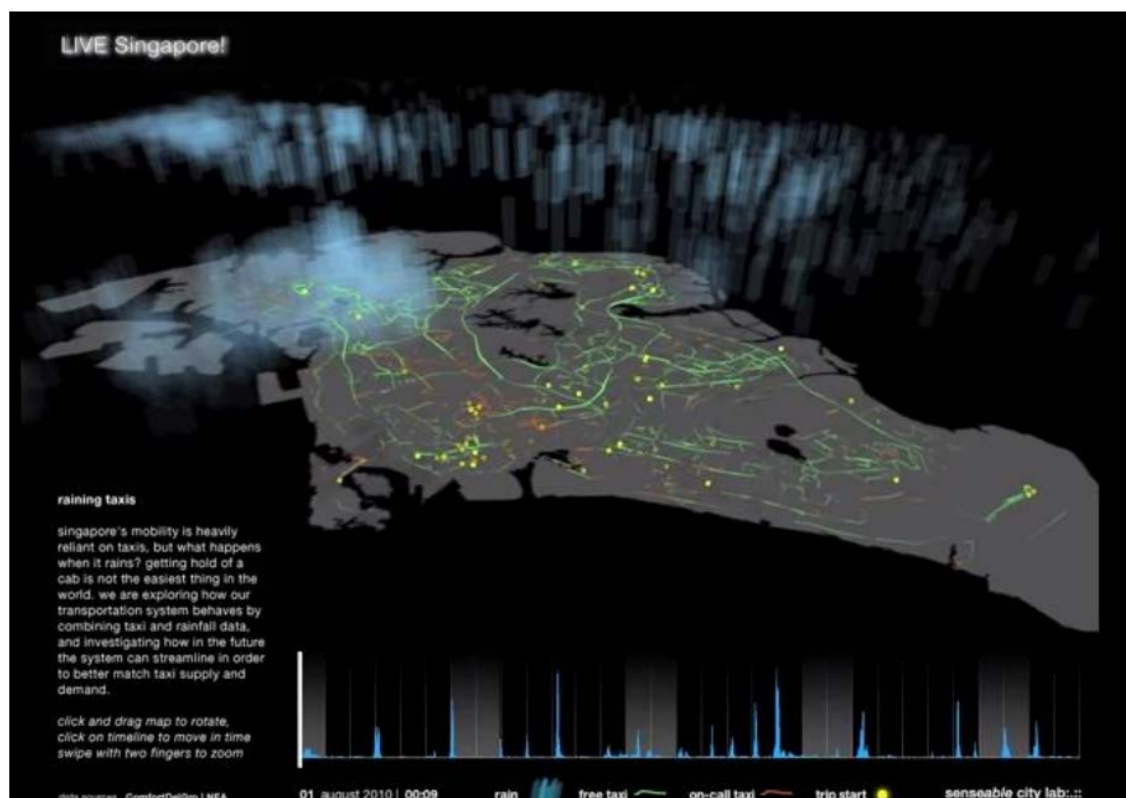 LIVE Singapore!
raining taxis
singapore's mobility is heavily
reliant on taxis, but what happens
when it rains? getting hold of a
cab is not the easiest thing in the
world. we are exploring how our
transportation system behaves by
combining taxi and rainfall data,
and investigating how in the future
the system can streamline in order
to better match taxi supply and
demand.
click and drag map to rotate,
click on timeline to move in time
swipe with two fingers to zoom
data sources ComfortDelGro | NEA
01 august 2010 | 00:09 rain free taxi on-call taxi trip start senseable city lab:.::